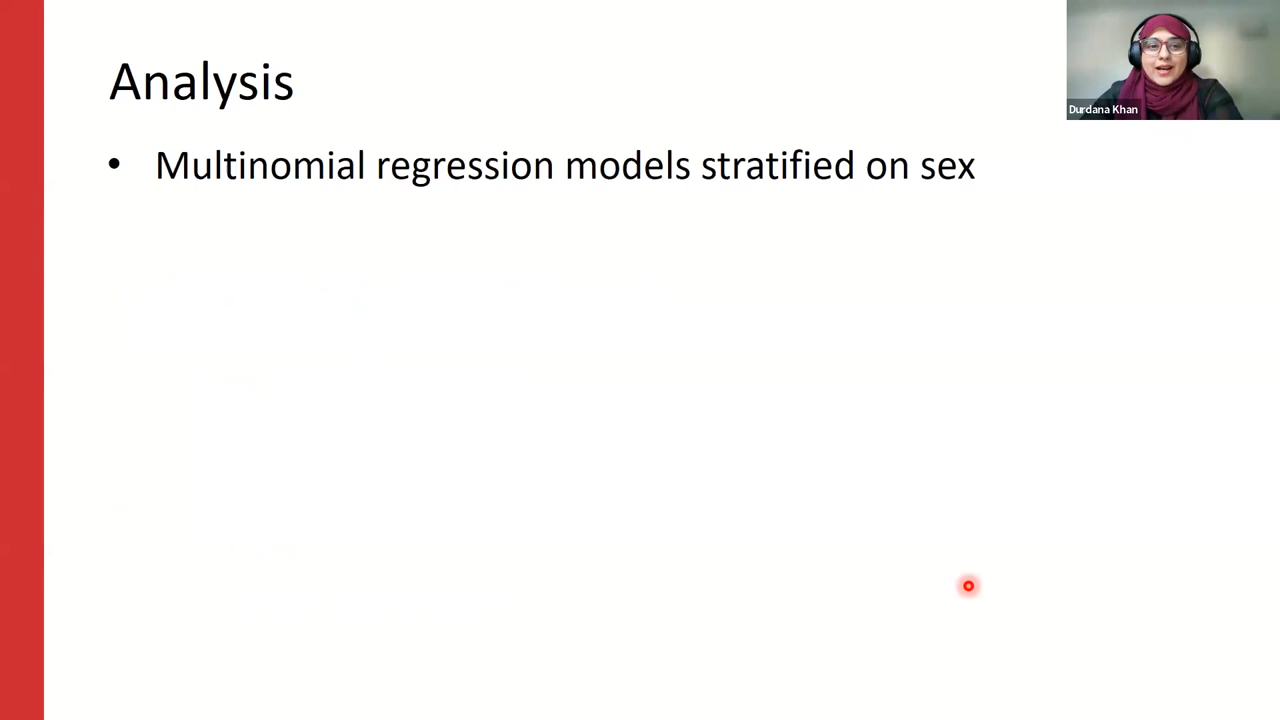 Analysis
• Multinomial regression models stratified on sex
Durdana Khan